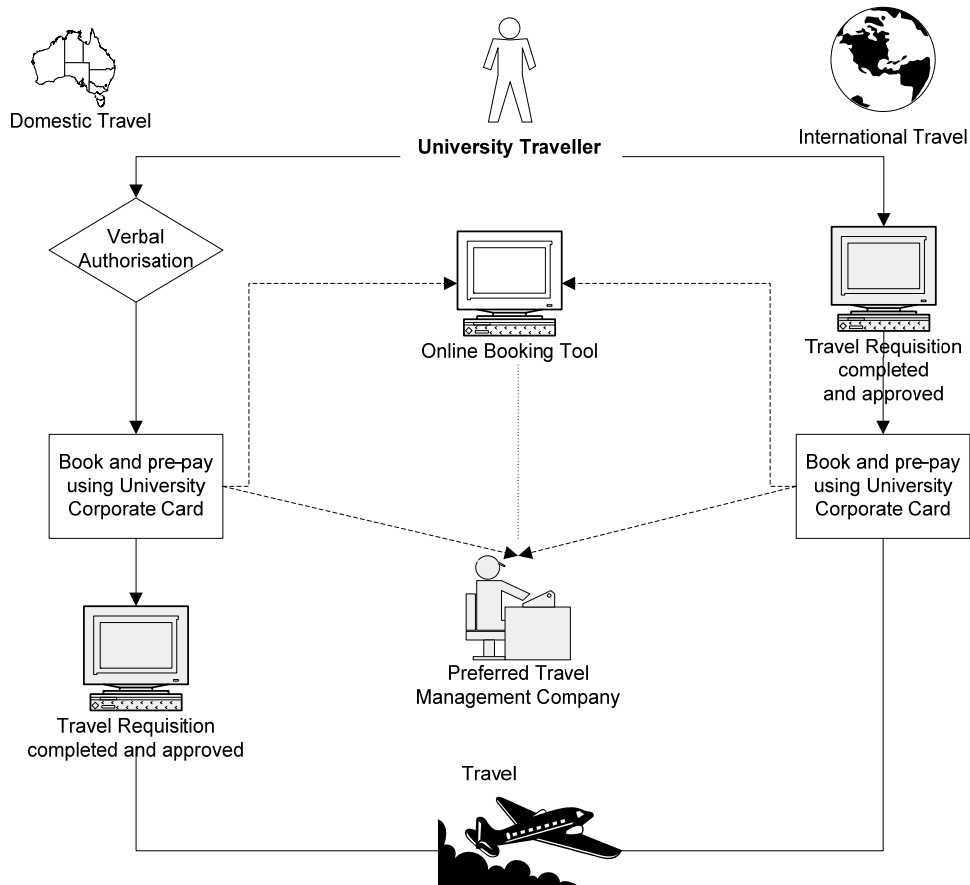 Domestic Travel
University Traveller
International Travel
Verbal
Authorisation
Online Booking Tool
Travel Requisition
completed
and approved
Book and pre-pay
using University
Corporate Card
Book and pre-pay
using University
Corporate Card
Preferred Travel
Management Company
Travel Requisition
completed and approved
Travel